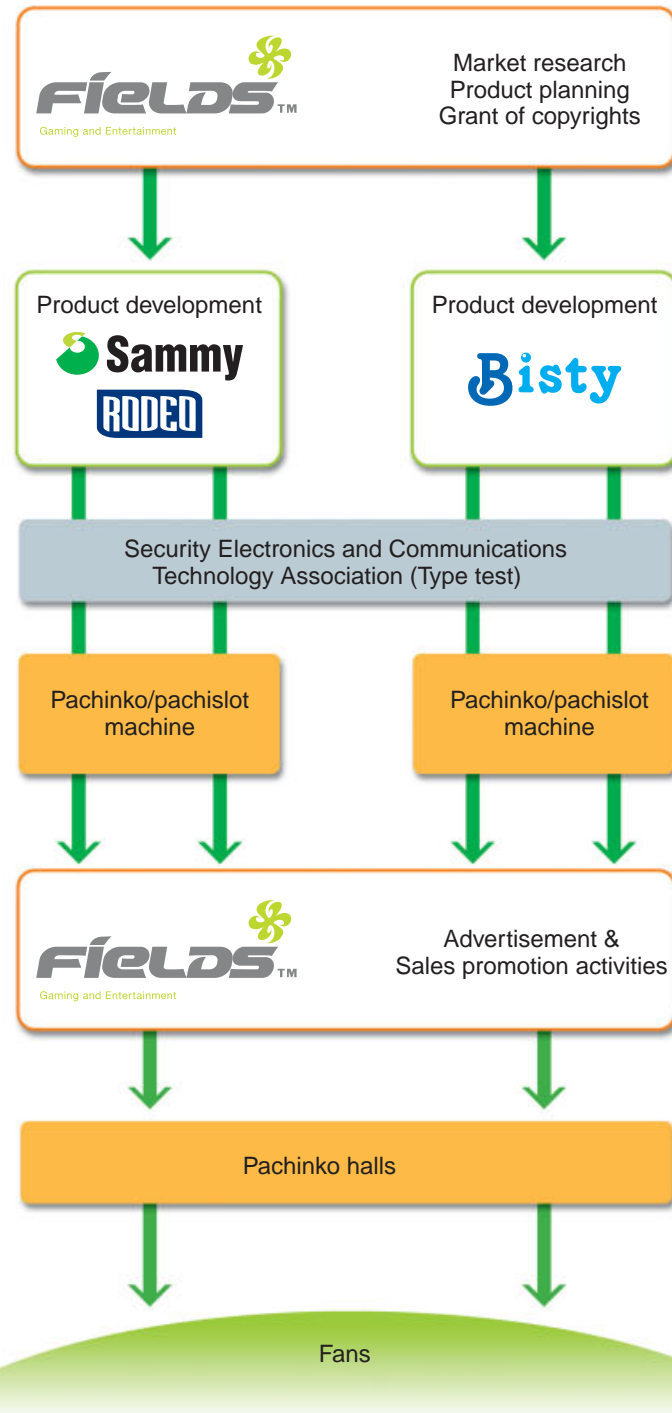 FIELDS™
Gaming and Entertainment
Market research
Product planning
Grant of copyrights
Product development
Sammy
RODEO
Product development
Bisty
Security Electronics and Communications
Technology Association (Type test)
Pachinko/pachislot
machine
Pachinko/pachislot
machine
FIELDS™
Gaming and Entertainment
Advertisement &
Sales promotion activities
Pachinko halls
Fans